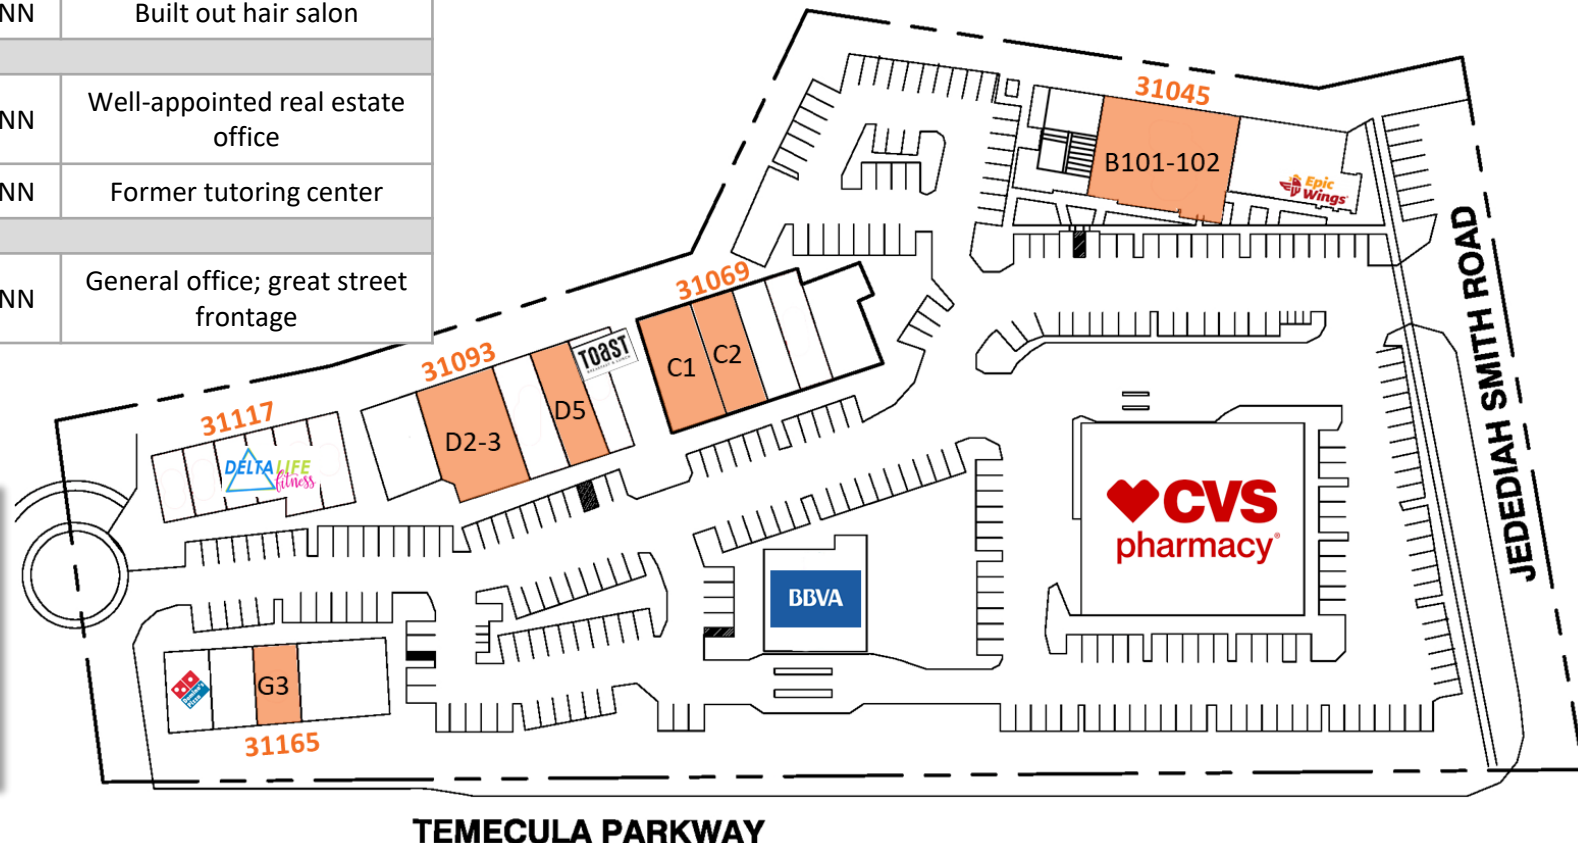 NN Built out hair salon
NN Well-appointed real estate
office
NN Former tutoring center
NN General office; great street
frontage
31045
B101-102
Epic
Wings
31069
C1 C2
31093
TOAST
D5
D2-3
31117
DELTA LIFE
fitness
CVS
pharmacy
BBVA
G3
31165
JEDEDIAH SMITH ROAD
TEMECULA PARKWAY